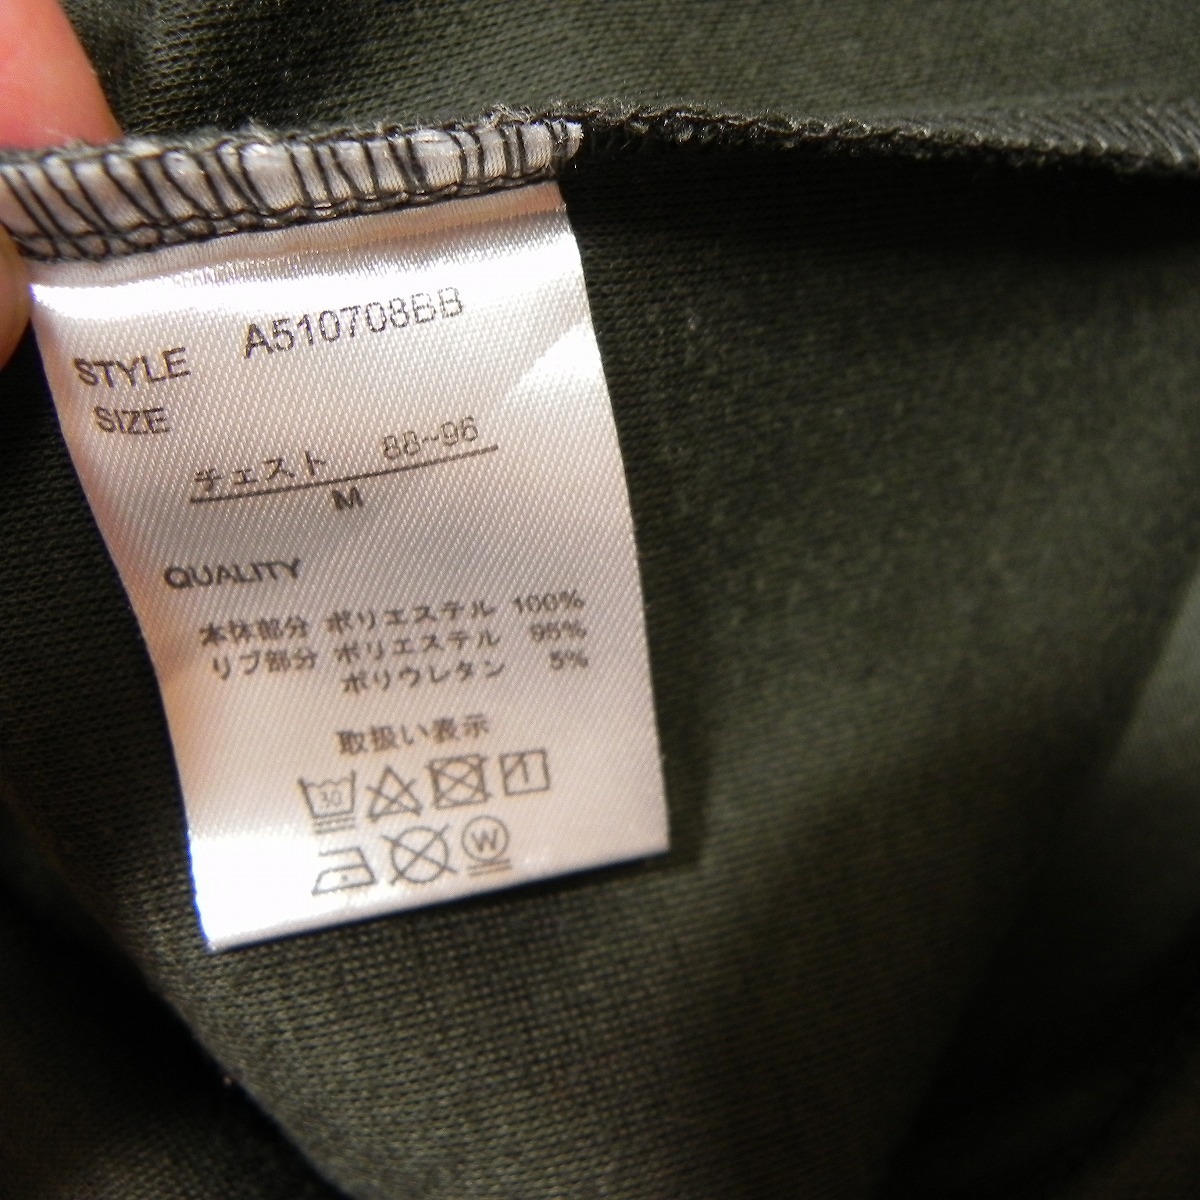 STYLE A510708BB
SIZE
チェスト 88~96
M
QUALITY
本体部分 ポリエステル 100%
リブ部分 ポリエステル 95%
ポリウレタン 5%
取扱い表示
30
W